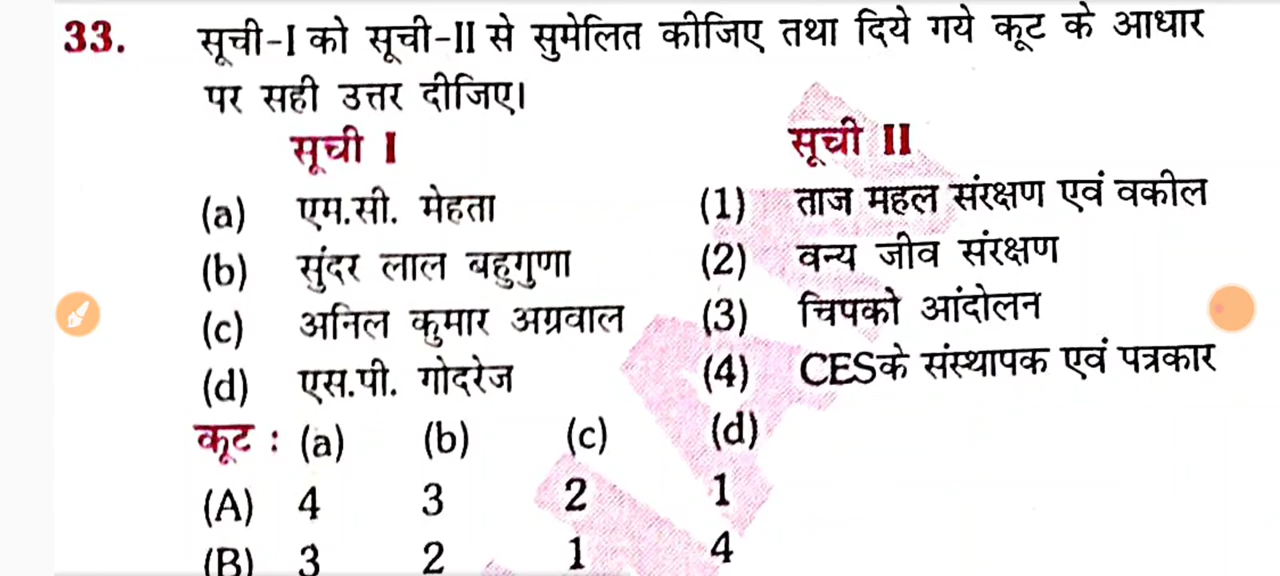 33. सूची-I को सूची-II से सुमेलित कीजिए तथा दिये गये कूट के आधार
पर सही उत्तर दीजिए।
सूची I सूची II
(a) एम.सी. मेहता (1) ताज महल संरक्षण एवं वकील
(b) सुंदर लाल बहुगुणा (2) वन्य जीव संरक्षण
(c) अनिल कुमार अग्रवाल (3) चिपको आंदोलन
(d) एस.पी. गोदरेज (4) CESके संस्थापक एवं पत्रकार
कूट : (a) (b) (c) (d)
(A) 4 3 2 1
(B) 3 2 1 4